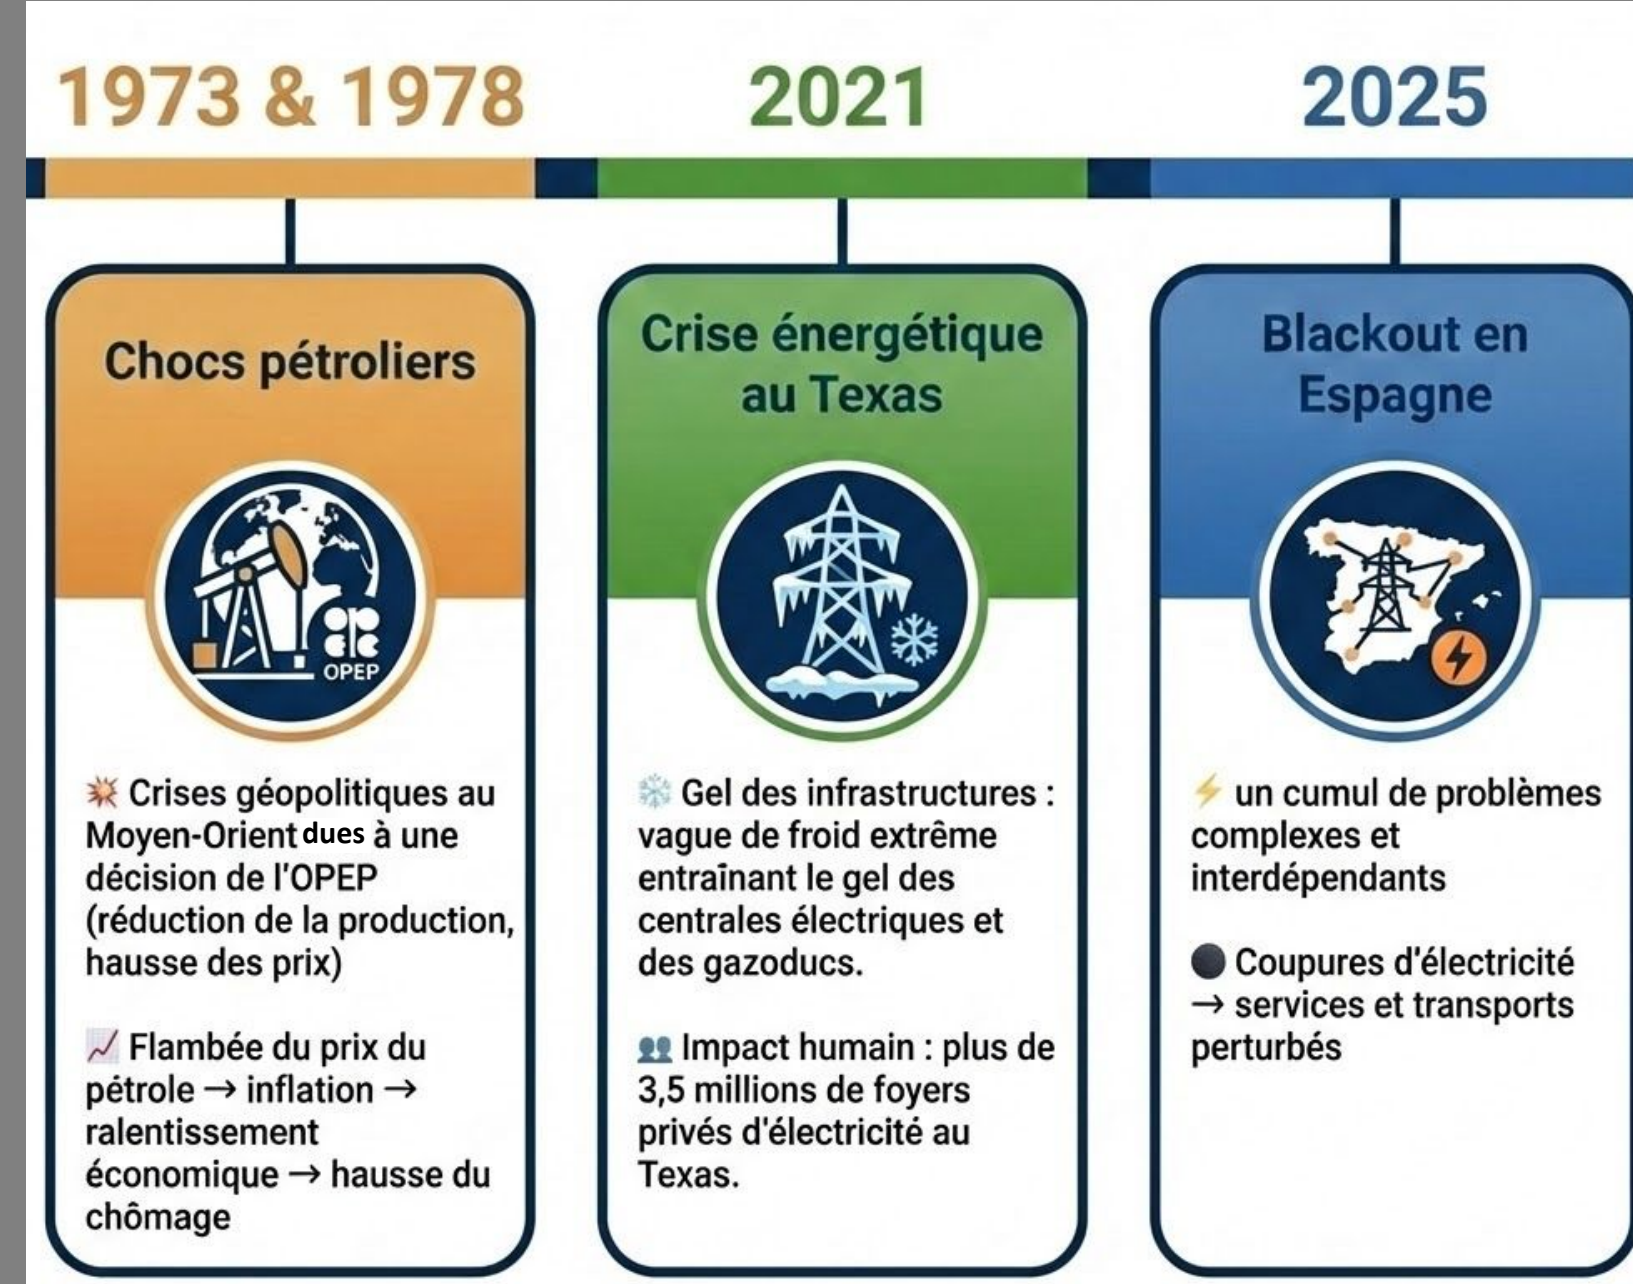 1973 & 1978
2021
2025
Chocs pétroliers
OPEP
💥 Crises géopolitiques au
Moyen-Orient dues à une
décision de l'OPEP
(réduction de la production,
hausse des prix)
📈 Flambée du prix du
pétrole → inflation →
ralentissement
économique → hausse du
chômage
Crise énergétique
au Texas
❄️ Gel des infrastructures :
vague de froid extrême
entraînant le gel des
centrales électriques et
des gazoducs.
👥 Impact humain : plus de
3,5 millions de foyers
privés d'électricité au
Texas.
Blackout en
Espagne
⚡ un cumul de problèmes
complexes et
interdépendants
⚫ Coupures d'électricité
→ services et transports
perturbés